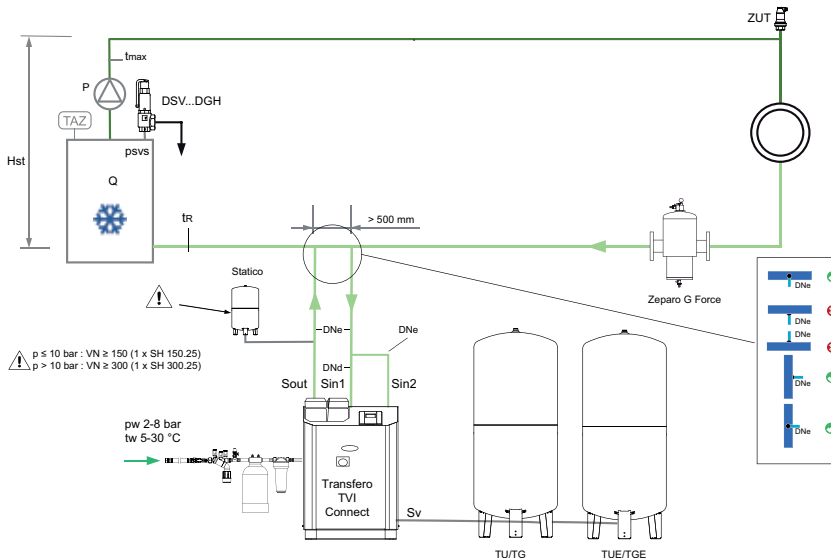 ZUT
tmax
P
DSV...DGH
TAZ
psvs
Hst
Q
tR
> 500 mm
Zeparo G Force
Statico
DNe
DNe
DNe
DNe
DNe
DNe
DNe
p ≤ 10 bar : VN ≥ 150 (1 x SH 150.25)
p > 10 bar : VN ≥ 300 (1 x SH 300.25)
DNd
Sout
Sin1
Sin2
pw 2-8 bar
tw 5-30 °C
Transfero
TVI
Connect
Sv
TU/TG
TUE/TGE